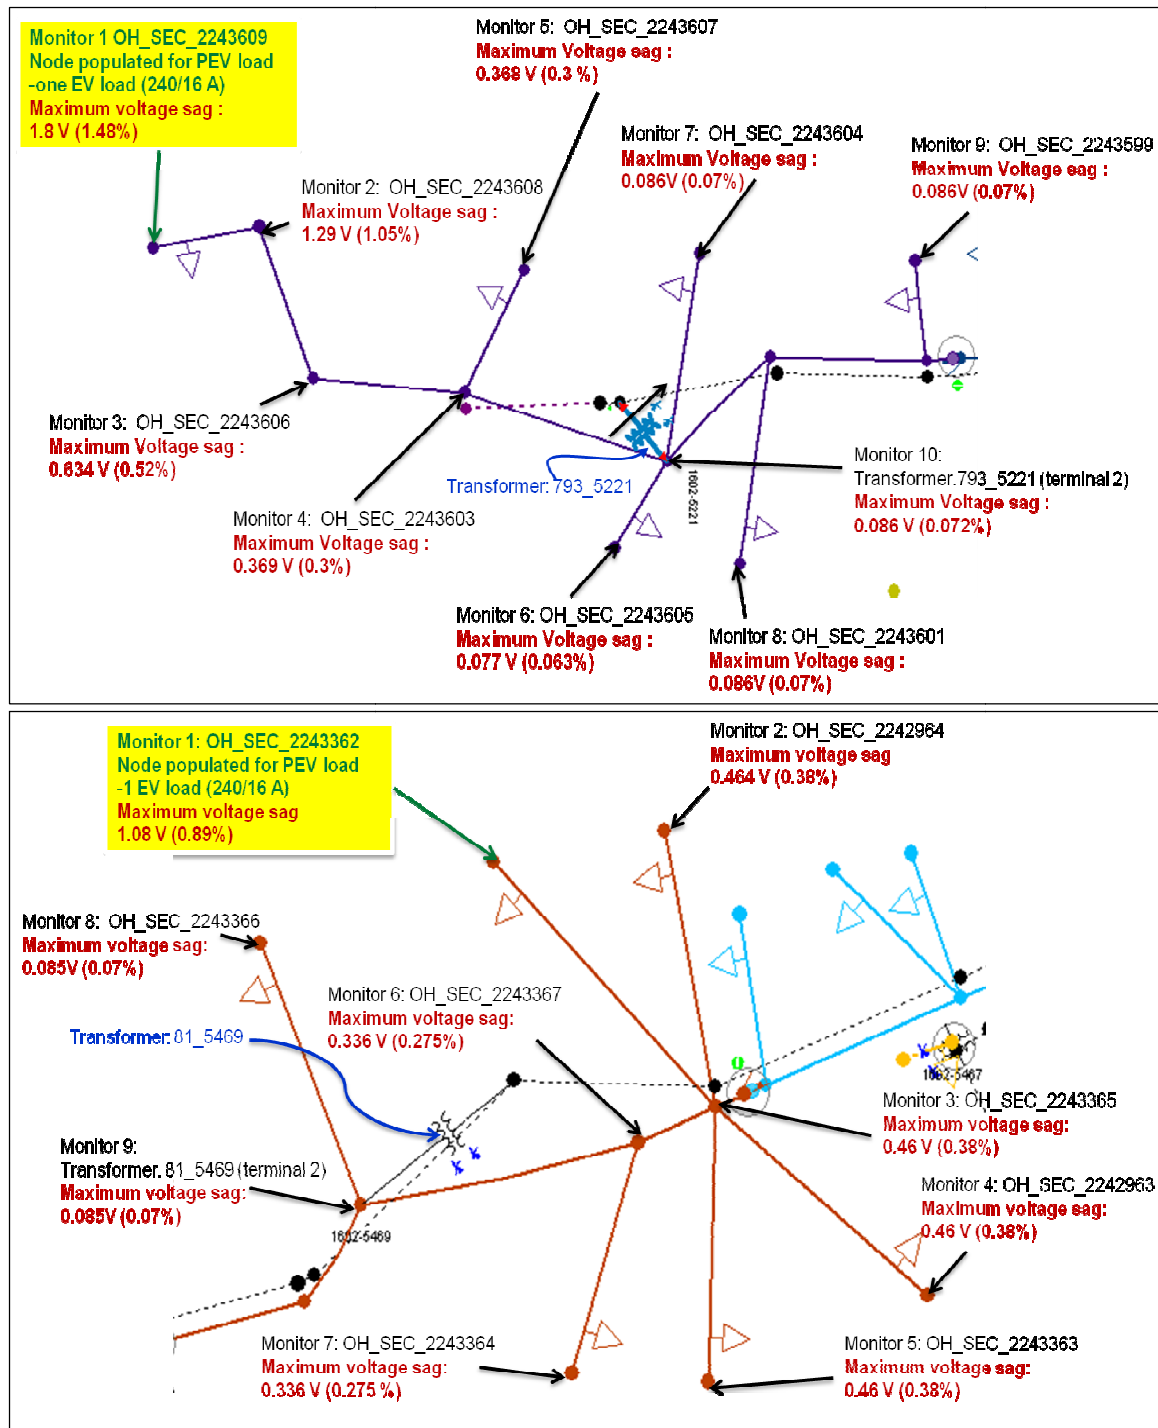 Monitor 1 OH_SEC_2243609
Node populated for PEV load
-one EV load (240/16 A)
Maximum voltage sag :
1.8 V (1.48%)
Monitor 5: OH_SEC_2243607
Maximum Voltage sag :
0.368 V (0.3 %)
Monitor 7: OH_SEC_2243604
Maximum Voltage sag :
0.086V (0.07%)
Monitor 9: OH_SEC_2243599
Maximum Voltage sag :
0.086V (0.07%)
Monitor 2: OH_SEC_2243608
Maximum Voltage sag :
1.29 V (1.05%)
Monitor 3: OH_SEC_2243606
Maximum Voltage sag :
0.634 V (0.52%)
Transformer: 793_5221
1602-5221
Monitor 10:
Transformer.793_5221 (terminal 2)
Maximum Voltage sag :
0.086 V (0.072%)
Monitor 4: OH_SEC_2243603
Maximum Voltage sag :
0.369 V (0.3%)
Monitor 6: OH_SEC_2243605
Maximum Voltage sag :
0.077 V (0.063%)
Monitor 8: OH_SEC_2243601
Maximum Voltage sag :
0.086V (0.07%)
Monitor 1: OH_SEC_2243362
Node populated for PEV load
-1 EV load (240/16 A)
Maximum voltage sag
1.08 V (0.89%)
Monitor 2: OH_SEC_2242964
Maximum voltage sag
0.464 V (0.38%)
Monitor 8: OH_SEC_2243366
Maximum voltage sag:
0.085V (0.07%)
Monitor 6: OH_SEC_2243367
Maximum voltage sag:
0.336 V (0.275%)
Transformer: 81_5469
1602-5467
Monitor 3: OH_SEC_2243365
Maximum voltage sag:
0.46 V (0.38%)
Monitor 9:
Transformer. 81_5469 (terminal 2)
Maximum voltage sag:
0.085V (0.07%)
1602-5469
Monitor 4: OH_SEC_2242963
Maximum voltage sag:
0.46 V (0.38%)
Monitor 7: OH_SEC_2243364
Maximum voltage sag:
0.336 V (0.275 %)
Monitor 5: OH_SEC_2243363
Maximum voltage sag:
0.46 V (0.38%)